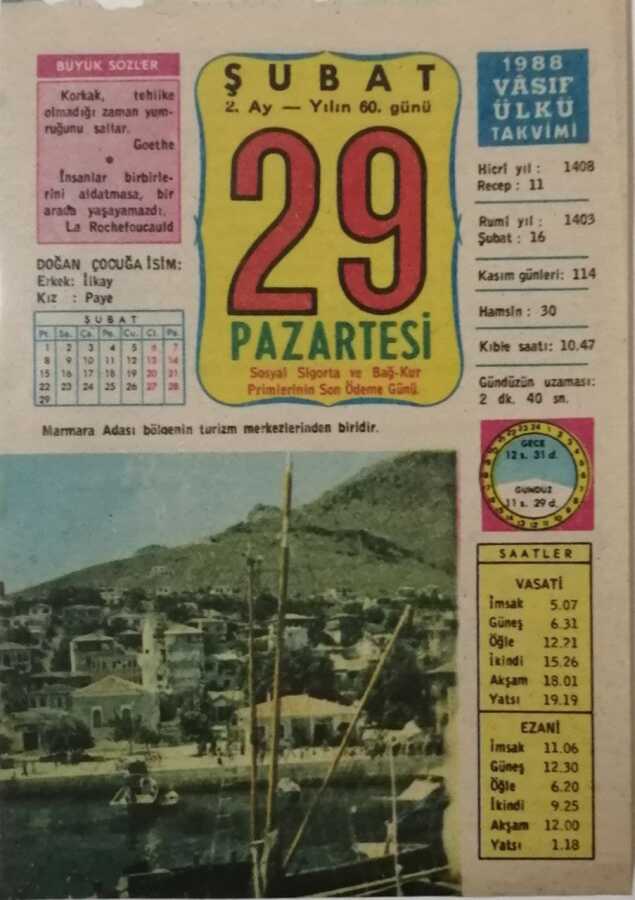 BÜYÜK SÖZLER
Korkak, tehlike
olmadığı zaman yum-
ruğunu sallar.
Goethe
İnsanlar birbirle-
rini aldatmasa, bir
arada yaşayamazdı.
La Rochefoucauld
DOĞAN ÇOCUĞA İSİM:
Erkek: İlkay
Kız : Paye
ŞUBAT
Pt. Sa. Ça. Pe. Cu. Ct. Pa.
1 2 3 4 5 6 7
8 9 10 11 12 13 14
15 16 17 18 19 20 21
22 23 24 25 26 27 28
29
ŞUBAT
2. Ay — Yılın 60. günü
29
PAZARTESİ
Sosyal Sigorta ve Bağ-Kur
Primlerinin Son Ödeme Günü.
1988
VÂSIF
ÜLKÜ
TAKVİMİ
Hicrî yıl : 1408
Recep : 11
Rumî yıl : 1403
Şubat : 16
Kasım günleri: 114
Hamsin : 30
Kıble saati: 10.47
Gündüzün uzaması:
2 dk. 40 sn.
Marmara Adası bölgenin turizm merkezlerinden biridir.
GECE
12 s. 31 d.
GÜNDÜZ
11 s. 29 d.
SAATLER
VASATİ
İmsak 5.07
Güneş 6.31
Öğle 12.21
İkindi 15.26
Akşam 18.01
Yatsı 19.19
EZANİ
İmsak 11.06
Güneş 12.30
Öğle 6.20
İkindi 9.25
Akşam 12.00
Yatsı 1.18